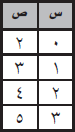 س ص
٠ ٢
١ ٣
٢ ٤
٣ ٥